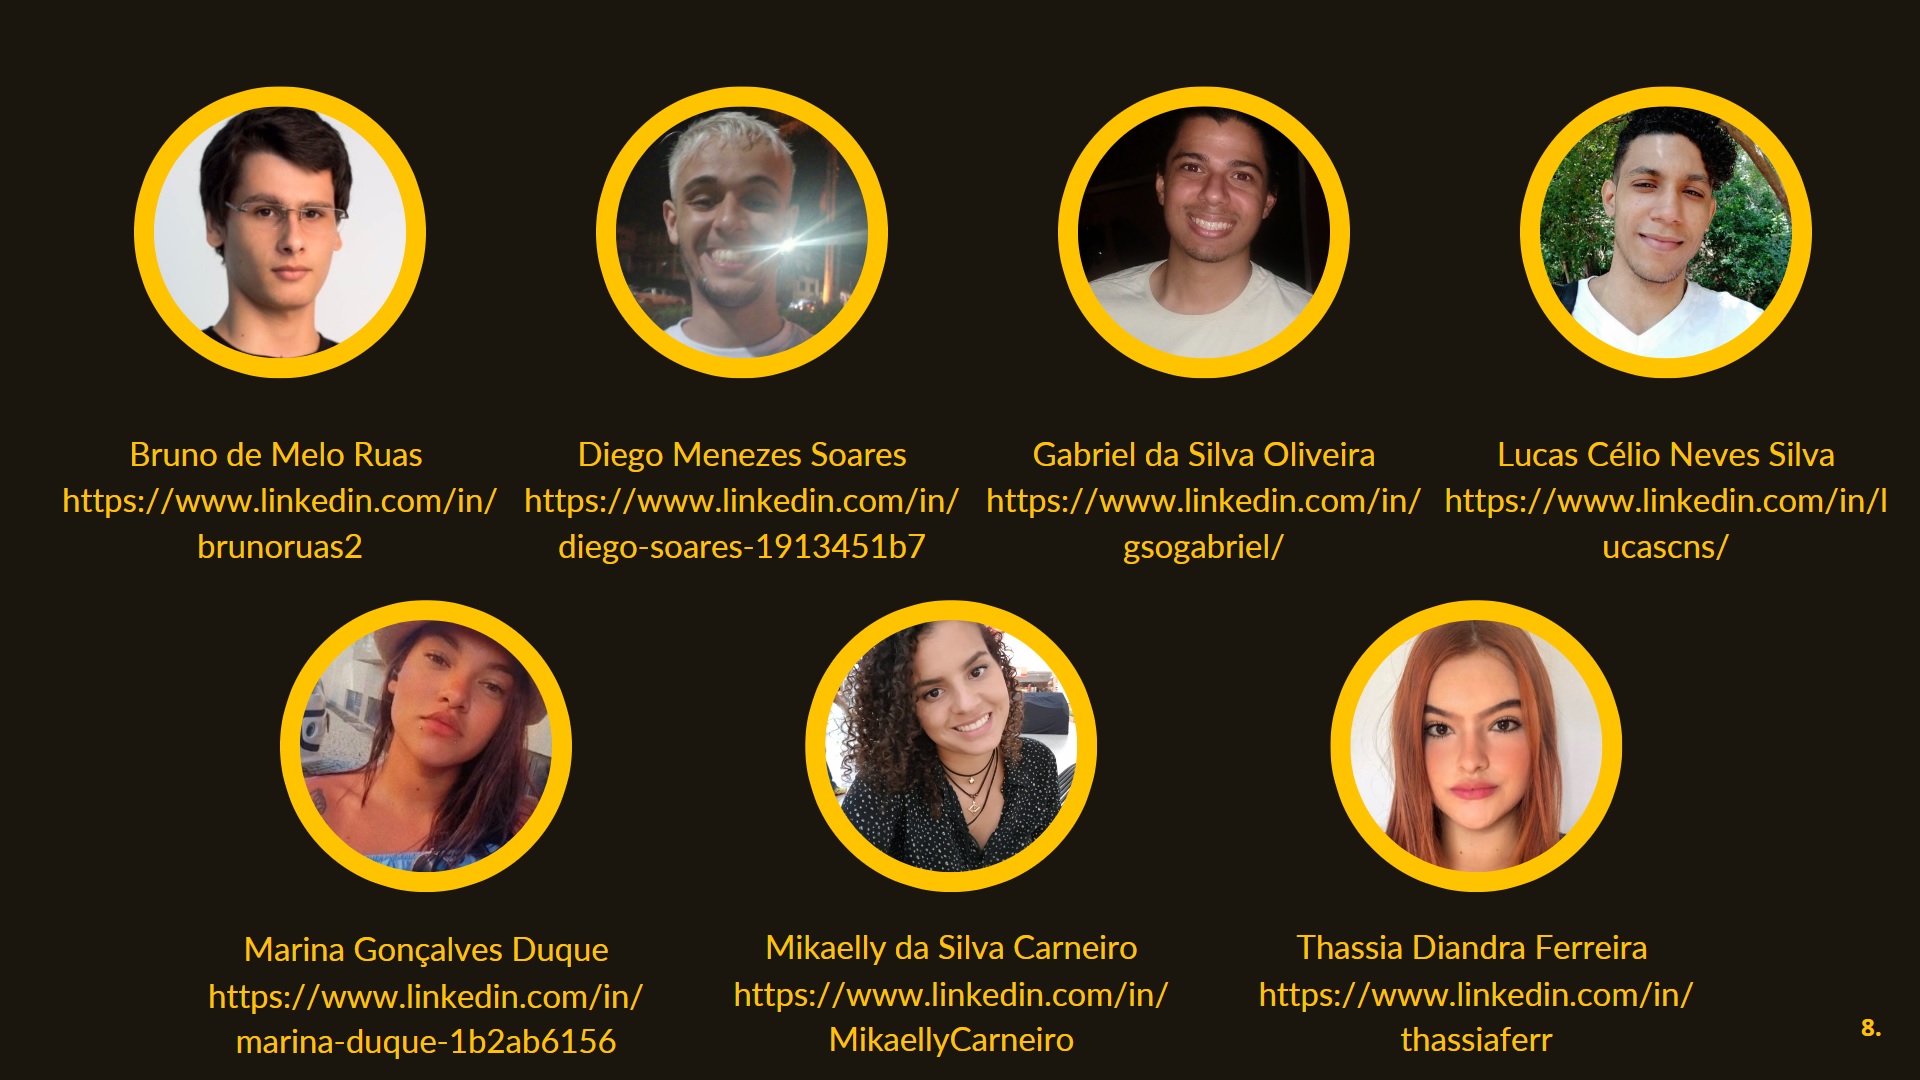 Bruno de Melo Ruas
https://www.linkedin.com/in/
brunoruas2
Diego Menezes Soares
https://www.linkedin.com/in/
diego-soares-1913451b7
Gabriel da Silva Oliveira
https://www.linkedin.com/in/
gsogabriel/
Lucas Célio Neves Silva
https://www.linkedin.com/in/l
ucascns/
Marina Gonçalves Duque
https://www.linkedin.com/in/
marina-duque-1b2ab6156
Mikaelly da Silva Carneiro
https://www.linkedin.com/in/
MikaellyCarneiro
Thassia Diandra Ferreira
https://www.linkedin.com/in/
thassiaferr
8.